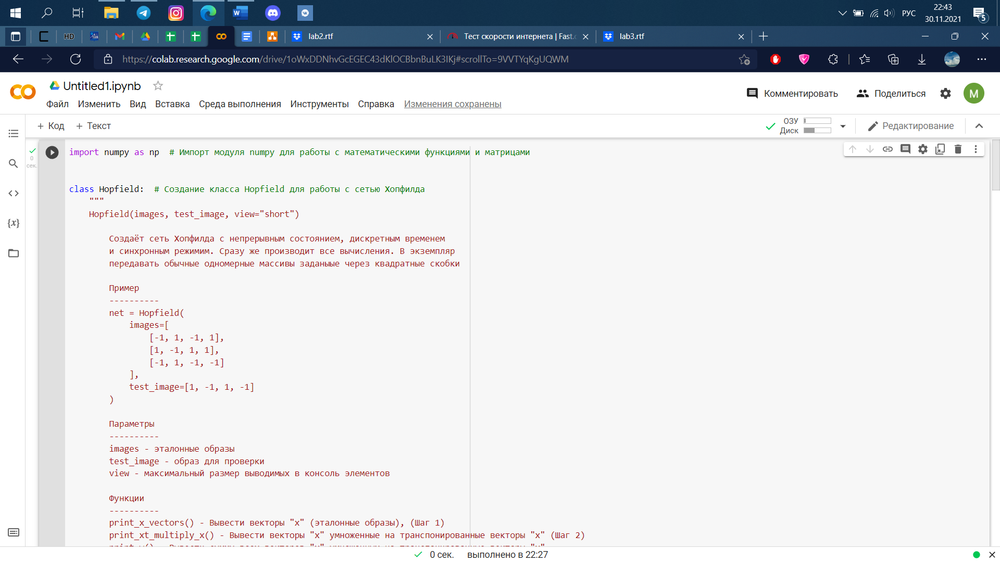 22:43
РУС
30.11.2021
5
HD
lab2.rtf
Тест скорости интернета | Fast.c
lab3.rtf
https://colab.research.google.com/drive/1oWxDDNhvGcEGEC43dKlOCBbnBuLK3IKj#scrollTo=9VVTYqKgUQWM
Untitled1.ipynb
Комментировать
Поделиться
M
Файл Изменить Вид Вставка Среда выполнения Инструменты Справка Изменения сохранены
+ Код + Текст
ОЗУ
Диск
Редактирование
0
сек.
import numpy as np  # Импорт модуля numpy для работы с математическими функциями и матрицами
class Hopfield:  # Создание класса Hopfield для работы с сетью Хопфилда
"""
Hopfield(images, test_image, view="short")
Создаёт сеть Хопфилда с непрерывным состоянием, дискретным временем
и синхронным режимим. Сразу же производит все вычисления. В экземпляр
передавать обычные одномерные массивы заданыые через квадратные скобки
Пример
----------
net = Hopfield(
images=[
[-1, 1, -1, 1],
[1, -1, 1, 1],
[-1, 1, -1, -1]
],
test_image=[1, -1, 1, -1]
)
Параметры
----------
images - эталонные образы
test_image - образ для проверки
view - максимальный размер выводимых в консоль элементов
Функции
----------
print_x_vectors() - Вывести векторы "x" (эталонные образы), (Шаг 1)
print_xt_multiply_x() - Вывести векторы "x" умноженные на транспонированные векторы "x" (Шаг 2)
0 сек. выполнено в 22:27